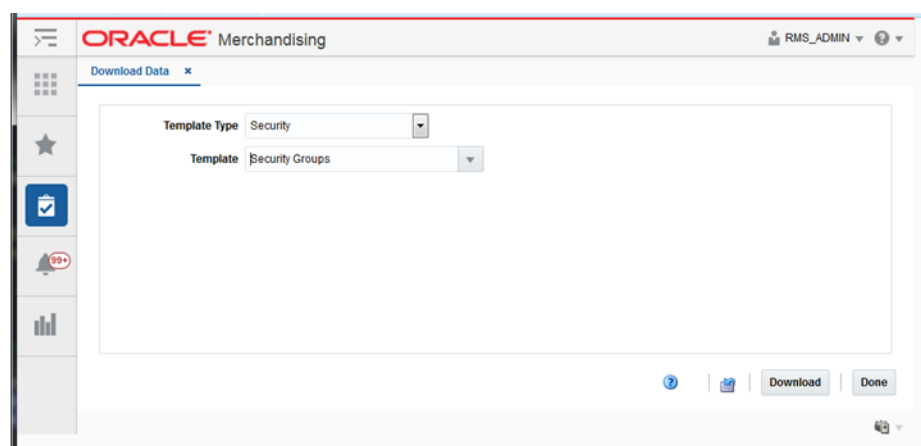 ORACLE® Merchandising
RMS_ADMIN
Download Data ×
Template Type Security
Template Security Groups
99+
Download
Done